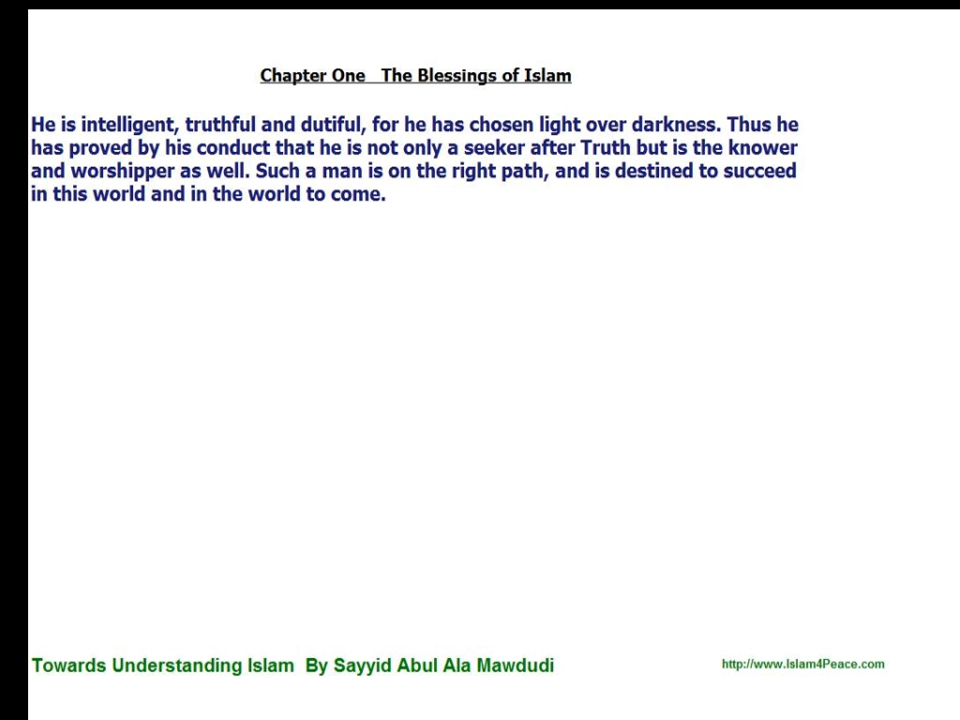 Chapter One The Blessings of Islam
He is intelligent, truthful and dutiful, for he has chosen light over darkness. Thus he
has proved by his conduct that he is not only a seeker after Truth but is the knower
and worshipper as well. Such a man is on the right path, and is destined to succeed
in this world and in the world to come.
Towards Understanding Islam By Sayyid Abul Ala Mawdudi
http://www.Islam4Peace.com